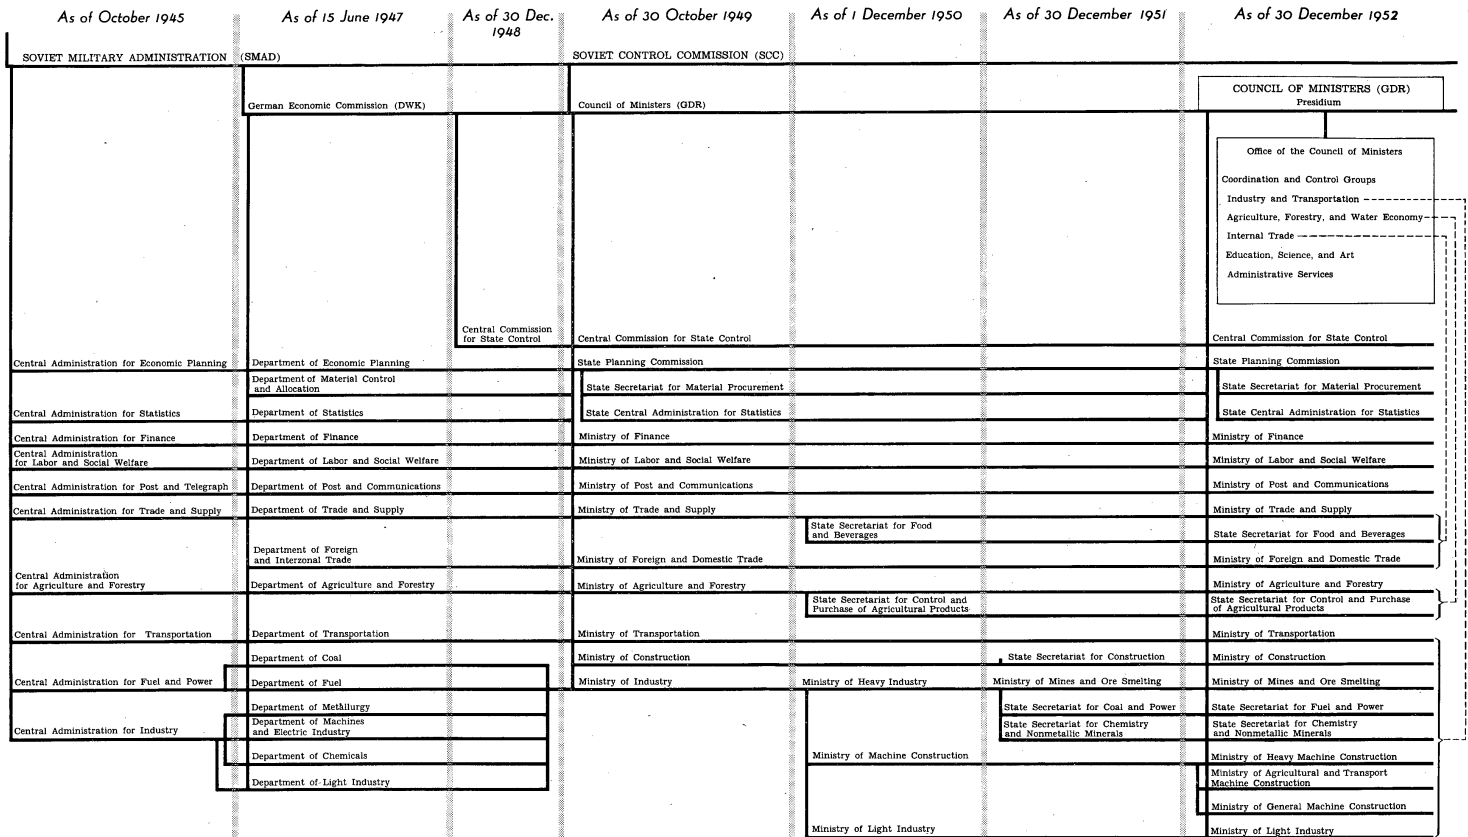 As of October 1945
As of 15 June 1947
As of 30 Dec.
1948
As of 30 October 1949
As of 1 December 1950
As of 30 December 1951
As of 30 December 1952
SOVIET MILITARY ADMINISTRATION (SMAD)
SOVIET CONTROL COMMISSION (SCC)
German Economic Commission (DWK)
Council of Ministers (GDR)
COUNCIL OF MINISTERS (GDR)
Presidium
Office of the Council of Ministers
Coordination and Control Groups
Industry and Transportation
Agriculture, Forestry, and Water Economy
Internal Trade
Education, Science, and Art
Administrative Services
Central Commission
for State Control
Central Commission for State Control
Central Commission for State Control
Central Administration for Economic Planning
Department of Economic Planning
State Planning Commission
State Planning Commission
Department of Material Control
and Allocation
State Secretariat for Material Procurement
State Secretariat for Material Procurement
Central Administration for Statistics
Department of Statistics
State Central Administration for Statistics
State Central Administration for Statistics
Central Administration for Finance
Department of Finance
Ministry of Finance
Ministry of Finance
Central Administration
for Labor and Social Welfare
Department of Labor and Social Welfare
Ministry of Labor and Social Welfare
Ministry of Labor and Social Welfare
Central Administration for Post and Telegraph
Department of Post and Communications
Ministry of Post and Communications
Ministry of Post and Communications
Central Administration for Trade and Supply
Department of Trade and Supply
Ministry of Trade and Supply
Ministry of Trade and Supply
State Secretariat for Food
and Beverages
State Secretariat for Food and Beverages
Department of Foreign
and Interzonal Trade
Ministry of Foreign and Domestic Trade
Ministry of Foreign and Domestic Trade
Central Administration
for Agriculture and Forestry
Department of Agriculture and Forestry
Ministry of Agriculture and Forestry
Ministry of Agriculture and Forestry
State Secretariat for Control and
Purchase of Agricultural Products
State Secretariat for Control and Purchase
of Agricultural Products
Central Administration for Transportation
Department of Transportation
Ministry of Transportation
Ministry of Transportation
Department of Coal
Ministry of Construction
State Secretariat for Construction
Ministry of Construction
Central Administration for Fuel and Power
Department of Fuel
Ministry of Industry
Ministry of Heavy Industry
Ministry of Mines and Ore Smelting
Ministry of Mines and Ore Smelting
Department of Metallurgy
State Secretariat for Coal and Power
State Secretariat for Fuel and Power
Central Administration for Industry
Department of Machines
and Electric Industry
State Secretariat for Chemistry
and Nonmetallic Minerals
State Secretariat for Chemistry
and Nonmetallic Minerals
Department of Chemicals
Ministry of Machine Construction
Ministry of Heavy Machine Construction
Department of Light Industry
Ministry of Agricultural and Transport
Machine Construction
Ministry of General Machine Construction
Ministry of Light Industry
Ministry of Light Industry